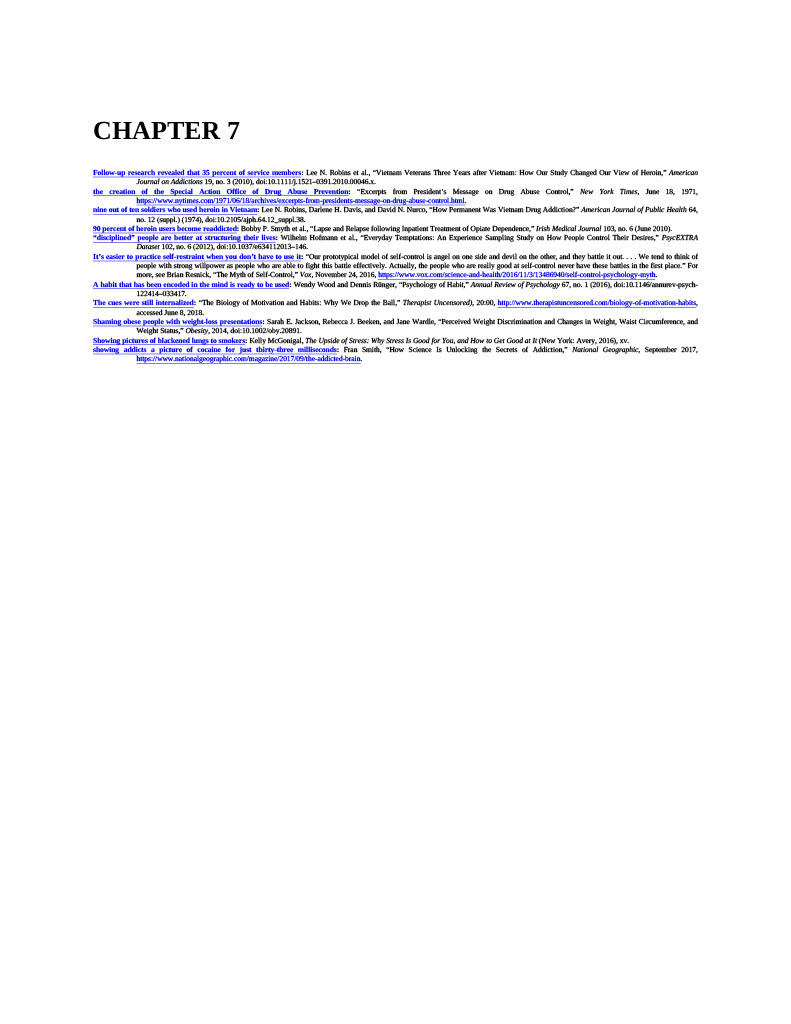 CHAPTER 7
Follow-up research revealed that 35 percent of service members: Lee N. Robins et al., “Vietnam Veterans Three Years after Vietnam: How Our Study Changed Our View of Heroin,” American
Journal on Addictions 19, no. 3 (2010), doi:10.1111/j.1521–0391.2010.00046.x.
the creation of the Special Action Office of Drug Abuse Prevention: “Excerpts from President’s Message on Drug Abuse Control,” New York Times, June 18, 1971,
https://www.nytimes.com/1971/06/18/archives/excerpts-from-presidents-message-on-drug-abuse-control.html.
nine out of ten soldiers who used heroin in Vietnam: Lee N. Robins, Darlene H. Davis, and David N. Nurco, “How Permanent Was Vietnam Drug Addiction?” American Journal of Public Health 64,
no. 12 (suppl.) (1974), doi:10.2105/ajph.64.12_suppl.38.
90 percent of heroin users become readdicted: Bobby P. Smyth et al., “Lapse and Relapse following Inpatient Treatment of Opiate Dependence,” Irish Medical Journal 103, no. 6 (June 2010).
“disciplined” people are better at structuring their lives: Wilhelm Hofmann et al., “Everyday Temptations: An Experience Sampling Study on How People Control Their Desires,” PsycEXTRA
Dataset 102, no. 6 (2012), doi:10.1037/e634112013–146.
It’s easier to practice self-restraint when you don’t have to use it: “Our prototypical model of self-control is angel on one side and devil on the other, and they battle it out. . . . We tend to think of
people with strong willpower as people who are able to fight this battle effectively. Actually, the people who are really good at self-control never have these battles in the first place.” For
more, see Brian Resnick, “The Myth of Self-Control,” Vox, November 24, 2016, https://www.vox.com/science-and-health/2016/11/3/13486940/self-control-psychology-myth.
A habit that has been encoded in the mind is ready to be used: Wendy Wood and Dennis Rünger, “Psychology of Habit,” Annual Review of Psychology 67, no. 1 (2016), doi:10.1146/annurev-psych-
122414–033417.
The cues were still internalized: “The Biology of Motivation and Habits: Why We Drop the Ball,” Therapist Uncensored), 20:00, http://www.therapistuncensored.com/biology-of-motivation-habits,
accessed June 8, 2018.
Shaming obese people with weight-loss presentations: Sarah E. Jackson, Rebecca J. Beeken, and Jane Wardle, “Perceived Weight Discrimination and Changes in Weight, Waist Circumference, and
Weight Status,” Obesity, 2014, doi:10.1002/oby.20891.
Showing pictures of blackened lungs to smokers: Kelly McGonigal, The Upside of Stress: Why Stress Is Good for You, and How to Get Good at It (New York: Avery, 2016), xv.
showing addicts a picture of cocaine for just thirty-three milliseconds: Fran Smith, “How Science Is Unlocking the Secrets of Addiction,” National Geographic, September 2017,
https://www.nationalgeographic.com/magazine/2017/09/the-addicted-brain.